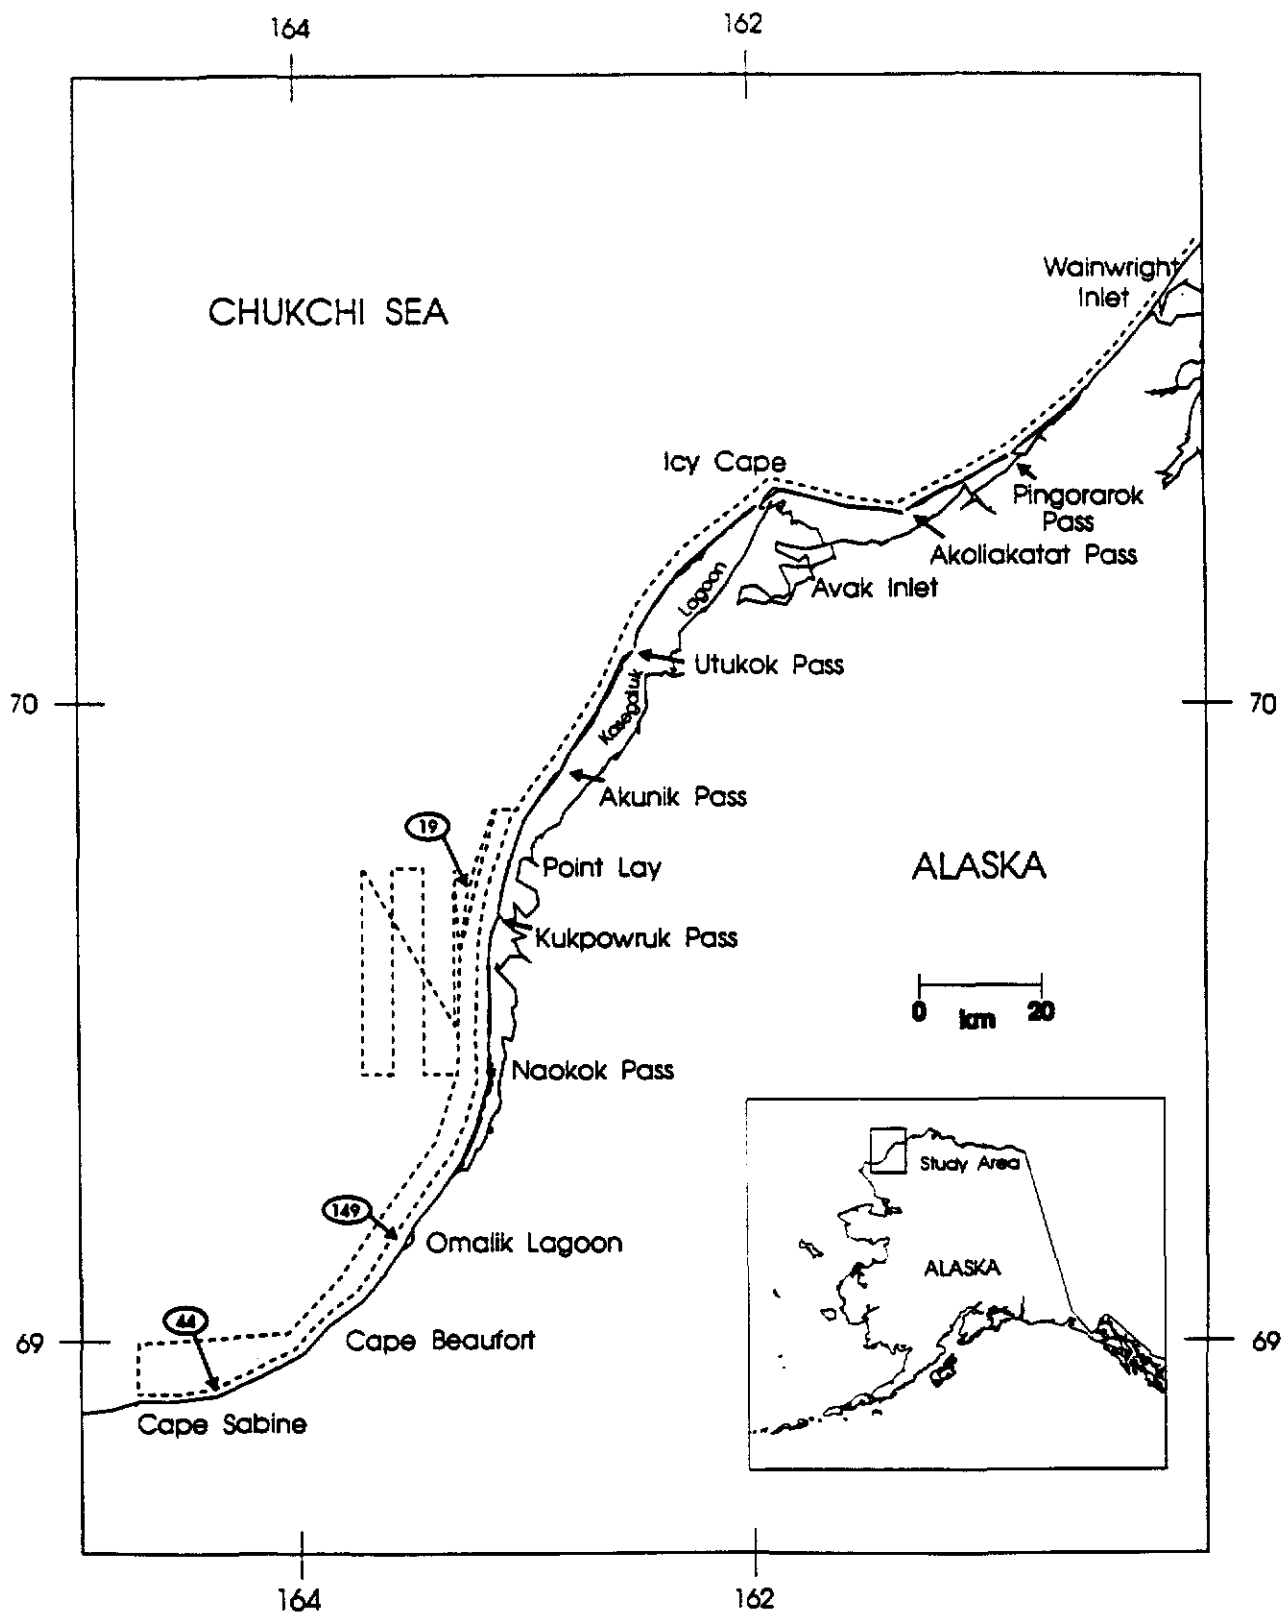 164
162
Wainwright
Inlet
CHUKCHI SEA
Icy Cape
Pingorarok
Pass
Akoliakatat Pass
Lagoon
Avak Inlet
Utukok Pass
70
70
Kasegaluk
Akunik Pass
19
Point Lay
ALASKA
Kukpowruk Pass
0 km 20
Naokok Pass
Study Area
149
Omalik Lagoon
ALASKA
44
69
Cape Beaufort
69
Cape Sabine
164
162